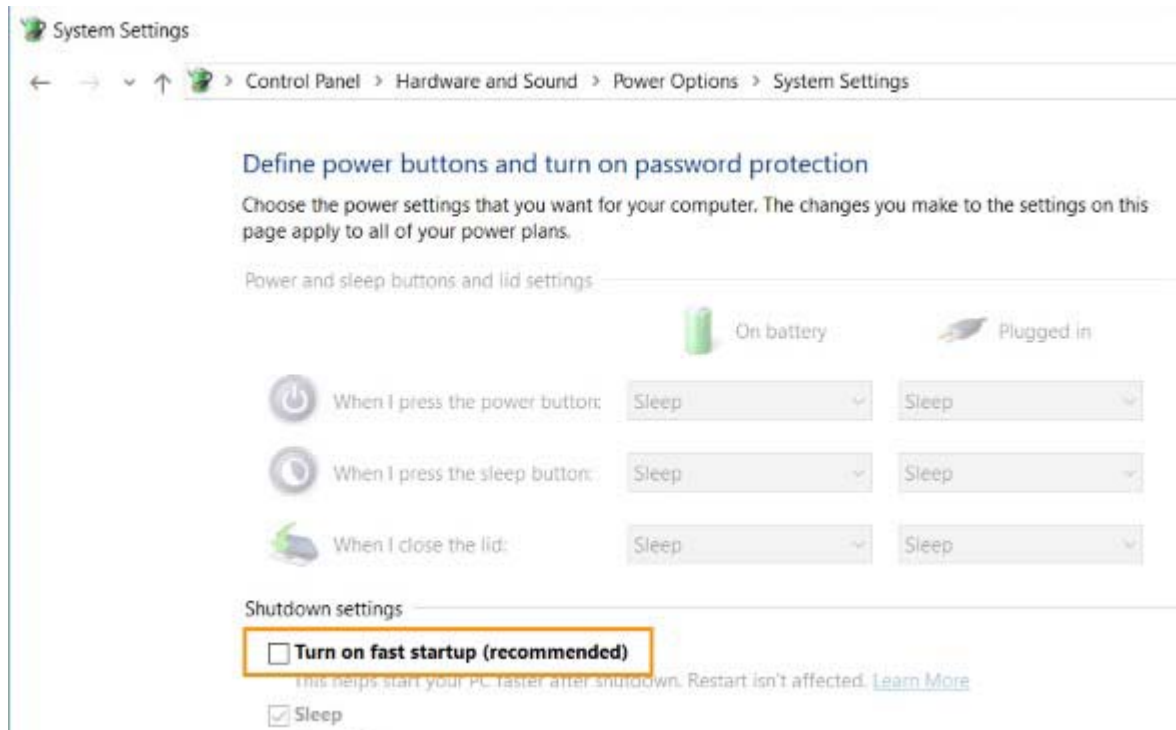 System Settings
Control Panel > Hardware and Sound > Power Options > System Settings
Define power buttons and turn on password protection
Choose the power settings that you want for your computer. The changes you make to the settings on this
page apply to all of your power plans.
Power and sleep buttons and lid settings
On battery Plugged in
When I press the power button: Sleep Sleep
When I press the sleep button: Sleep Sleep
When I close the lid: Sleep Sleep
Shutdown settings
Turn on fast startup (recommended)
This helps start your PC faster after shutdown. Restart isn't affected. Learn More
Sleep